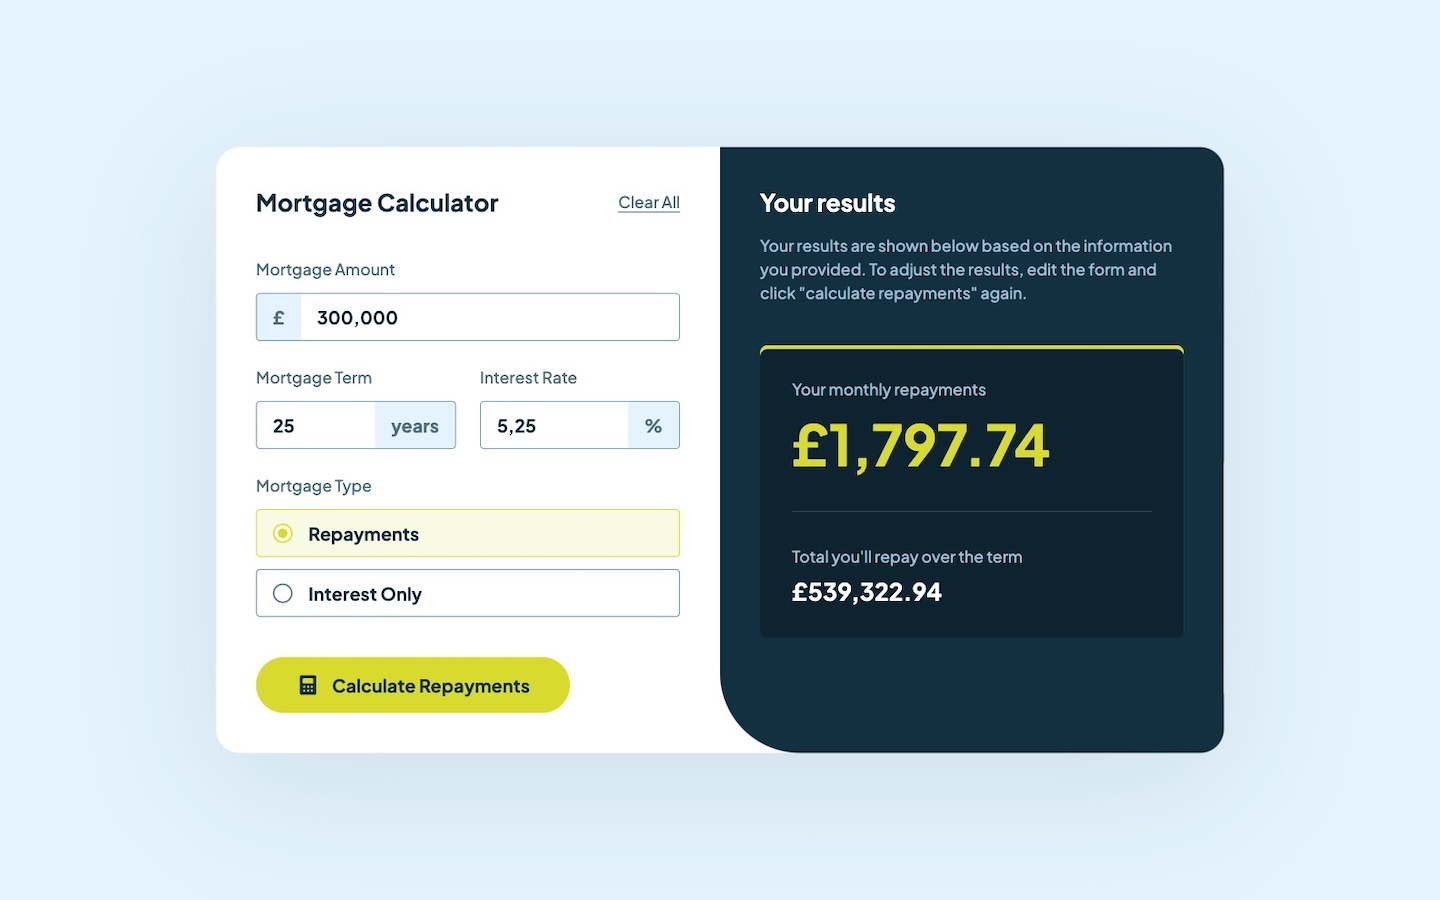 Mortgage Calculator
Clear All
Mortgage Amount
£ 300,000
Mortgage Term
25 years
Interest Rate
5,25 %
Mortgage Type
Repayments
Interest Only
Calculate Repayments
Your results
Your results are shown below based on the information
you provided. To adjust the results, edit the form and
click "calculate repayments" again.
Your monthly repayments
£1,797.74
Total you'll repay over the term
£539,322.94